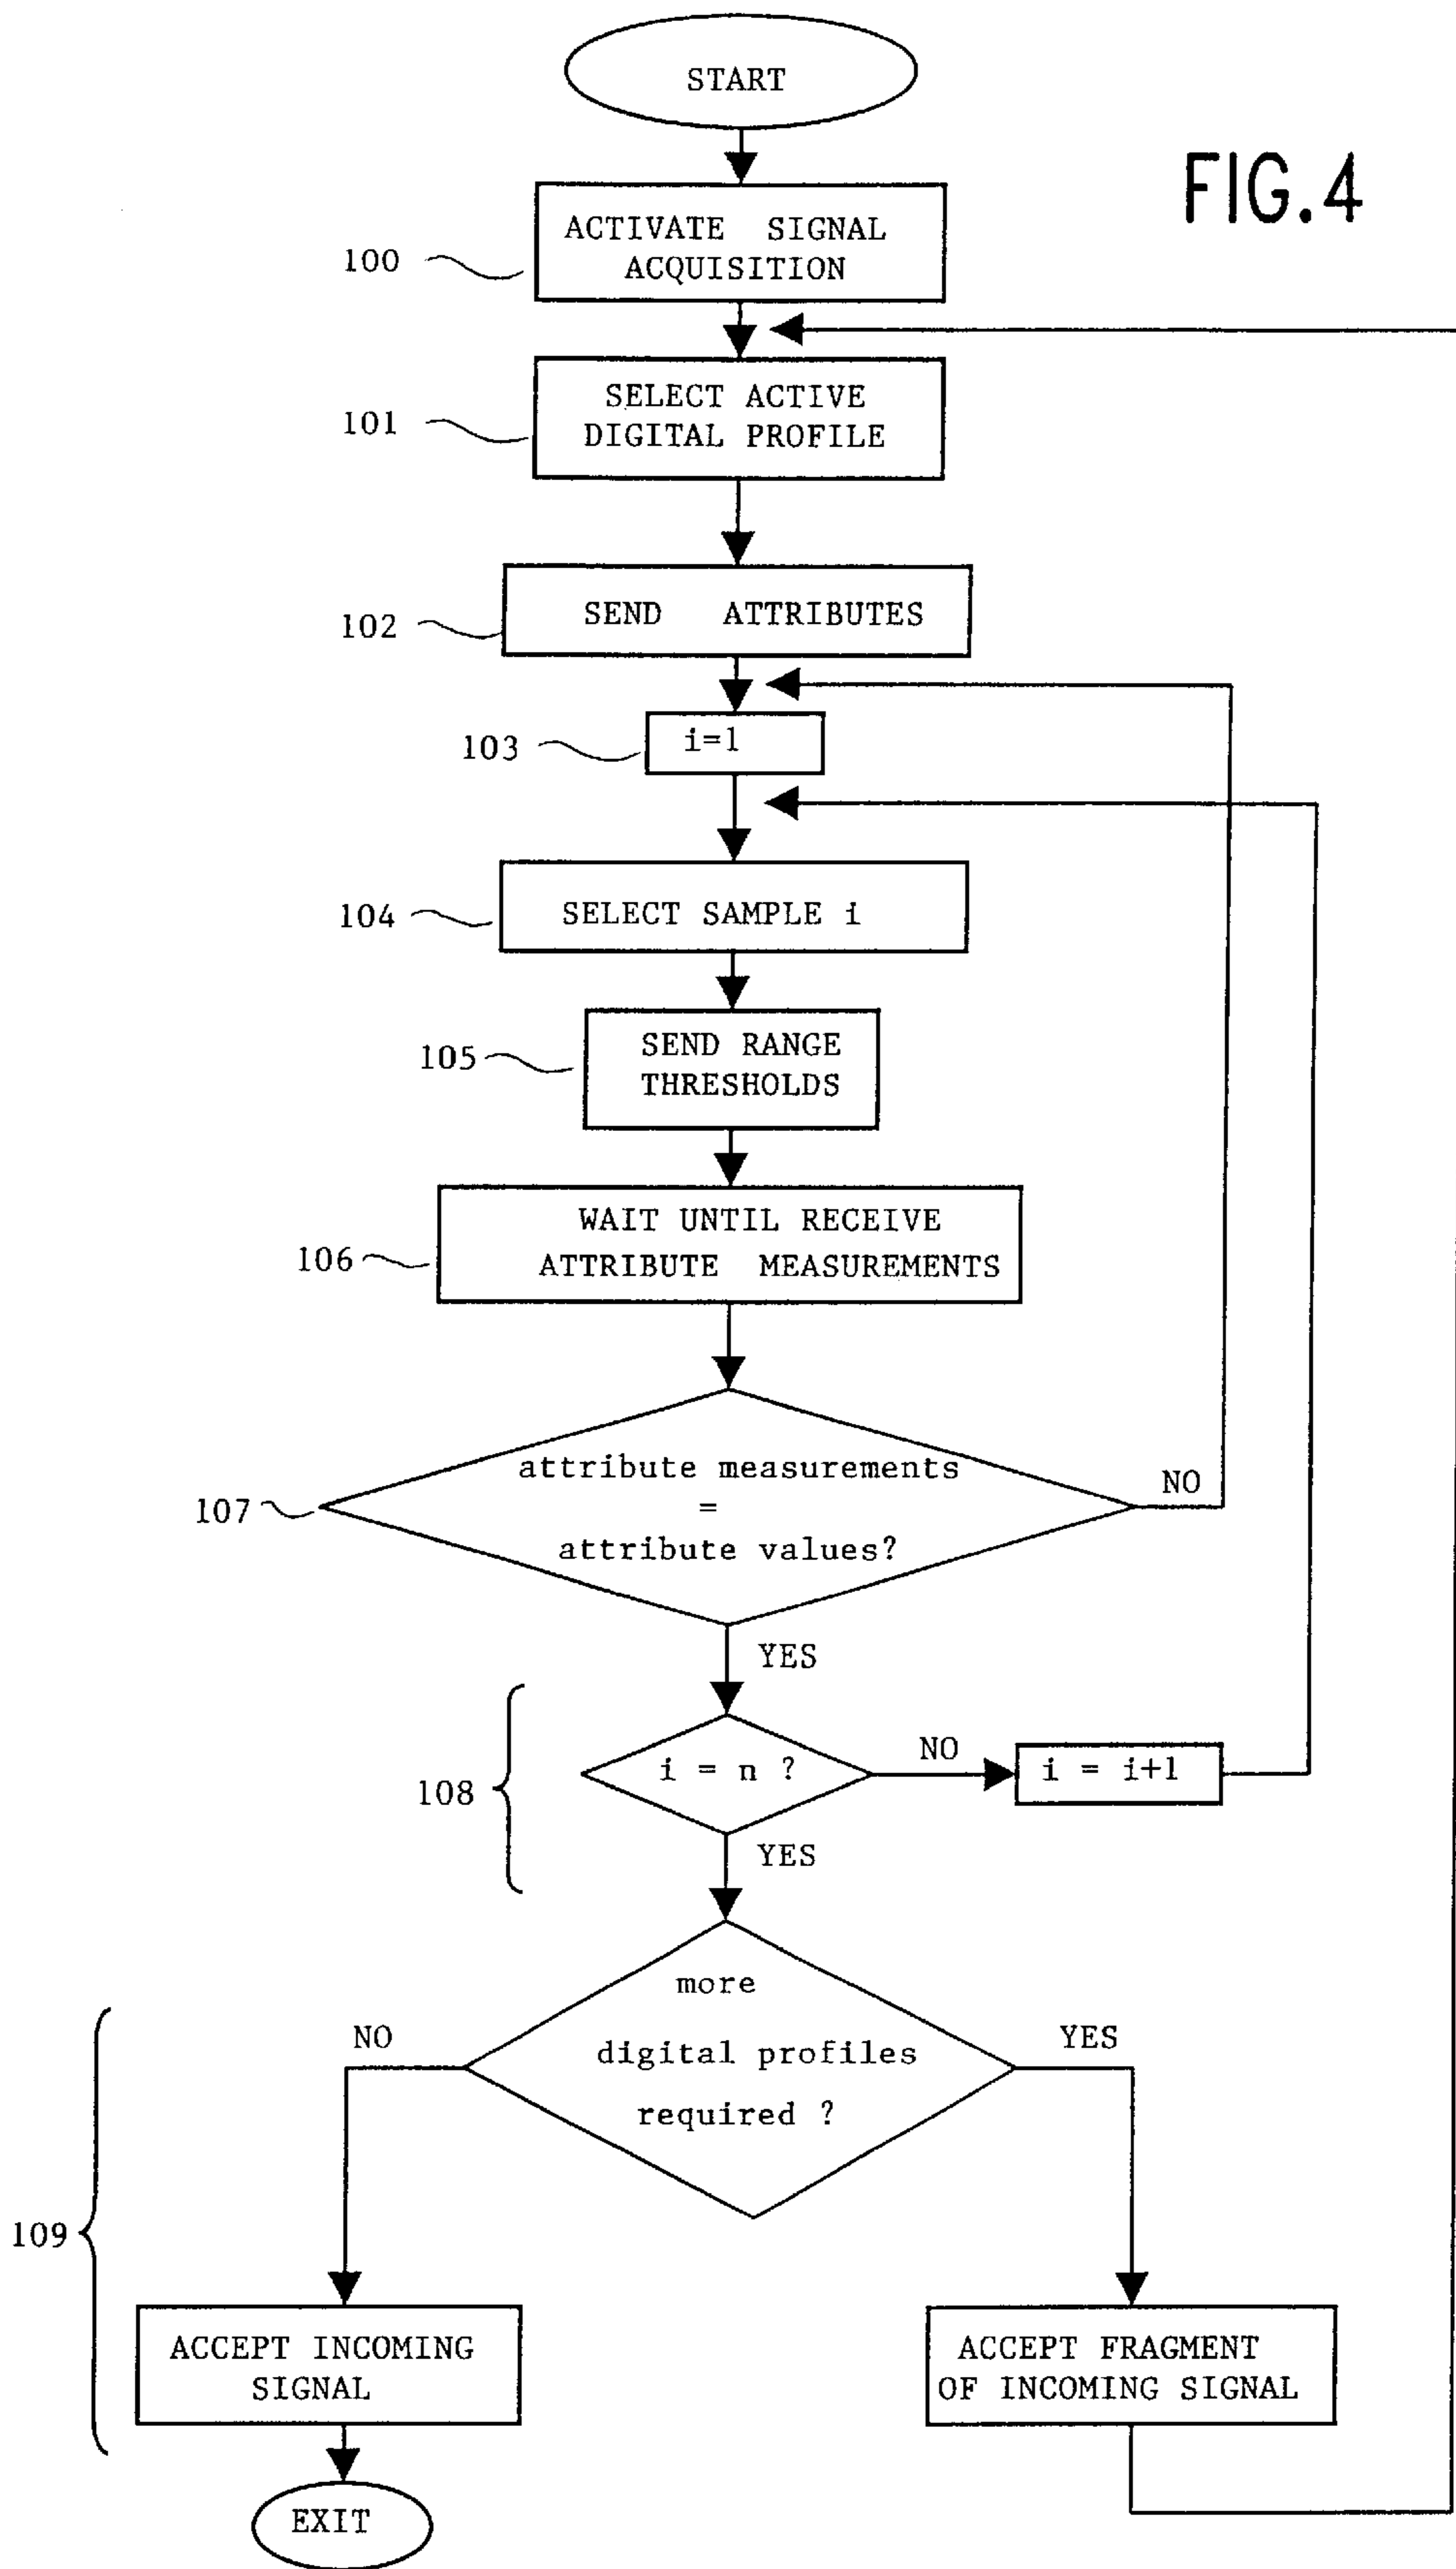 START
FIG.4
ACTIVATE SIGNAL
ACQUISITION
100
SELECT ACTIVE
DIGITAL PROFILE
101
SEND ATTRIBUTES
102
i=1
103
SELECT SAMPLE i
104
SEND RANGE
THRESHOLDS
105
WAIT UNTIL RECEIVE
ATTRIBUTE MEASUREMENTS
106
attribute measurements
=
attribute values?
107
NO
YES
i = n ?
NO
i = i+1
108
YES
more
digital profiles
required ?
NO
YES
109
ACCEPT INCOMING
SIGNAL
ACCEPT FRAGMENT
OF INCOMING SIGNAL
EXIT